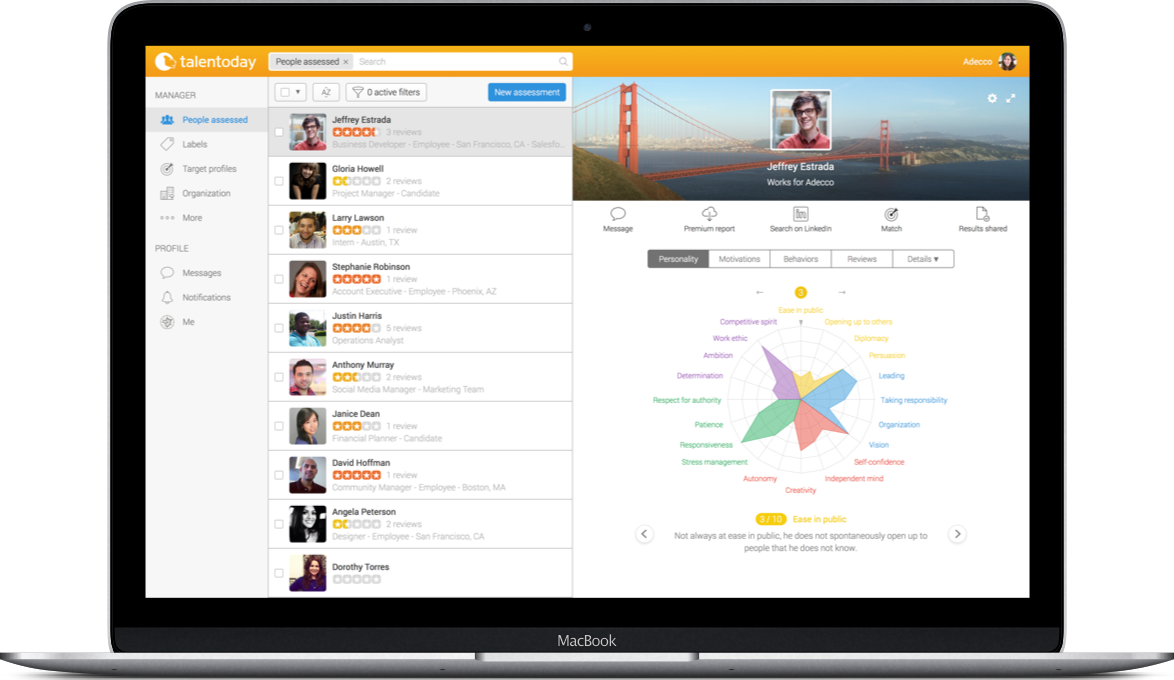 talentoday
People assessed × Search
Adecco
MANAGER
People assessed
Labels
Target profiles
Organization
More
PROFILE
Messages
Notifications
Me
AZ
0 active filters
New assessment
Jeffrey Estrada
3 reviews
Business Developer - Employee - San Francisco, CA - Salesfo...
Gloria Howell
2 reviews
Project Manager - Candidate
Larry Lawson
1 review
Intern - Austin, TX
Stephanie Robinson
1 review
Account Executive - Employee - Phoenix, AZ
Justin Harris
5 reviews
Operations Analyst
Anthony Murray
2 reviews
Social Media Manager - Marketing Team
Janice Dean
1 review
Financial Planner - Candidate
David Hoffman
1 review
Community Manager - Employee - Boston, MA
Angela Peterson
2 reviews
Designer - Employee - San Francisco, CA
Dorothy Torres
Jeffrey Estrada
Works for Adecco
Message
Premium report
Search on LinkedIn
Match
Results shared
Personality
Motivations
Behaviors
Reviews
Details ▾
← 3 →
Ease in public
Competitive spirit
Opening up to others
Work ethic
Diplomacy
Ambition
Persuasion
Determination
Leading
Respect for authority
Taking responsibility
Patience
Organization
Responsiveness
Vision
Stress management
Self-confidence
Autonomy
Independent mind
Creativity
3 / 10 Ease in public
Not always at ease in public, he does not spontaneously open up to
people that he does not know.
MacBook